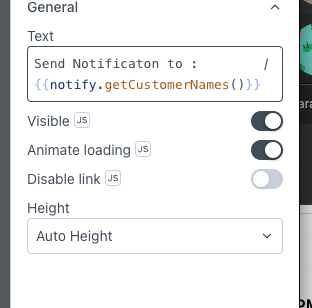 General
Text
Send Notificaton to : /
{{notify.getCustomerNames()}}
Visible JS
Animate loading JS
Disable link JS
Height
Auto Height